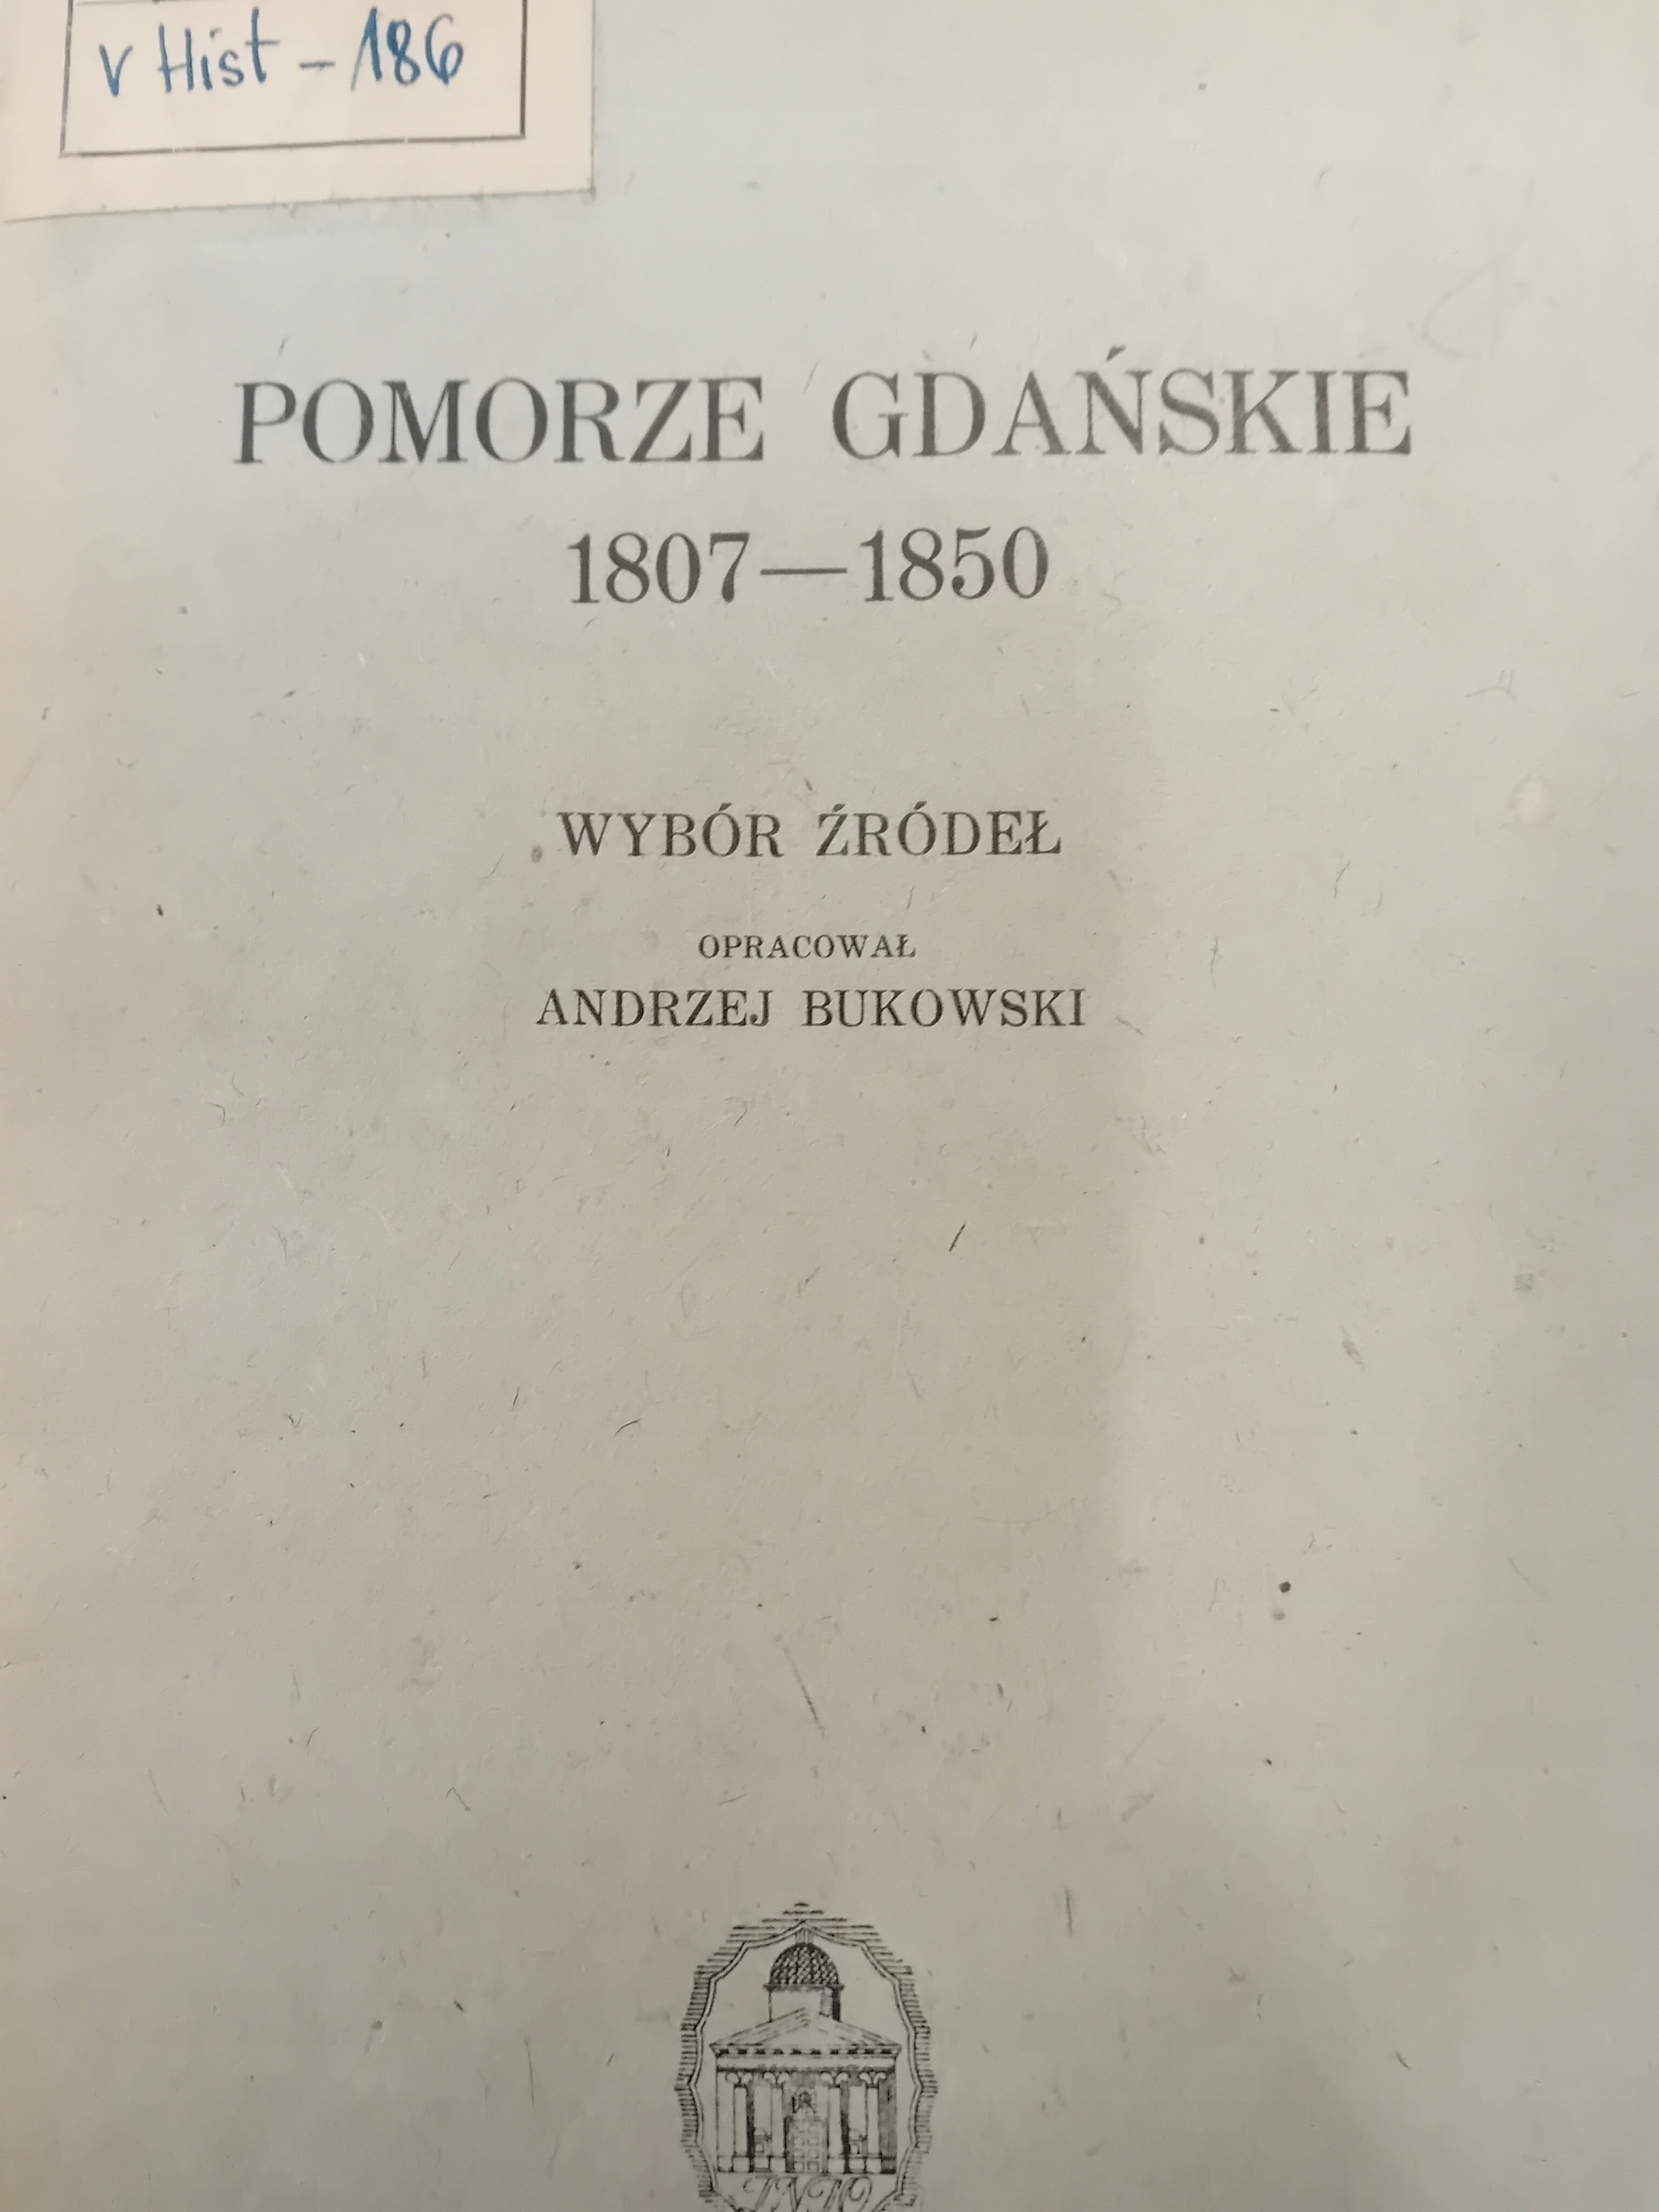 v Hist - 186
POMORZE GDAŃSKIE
1807—1850
WYBÓR ŹRÓDEŁ
OPRACOWAŁ
ANDRZEJ BUKOWSKI